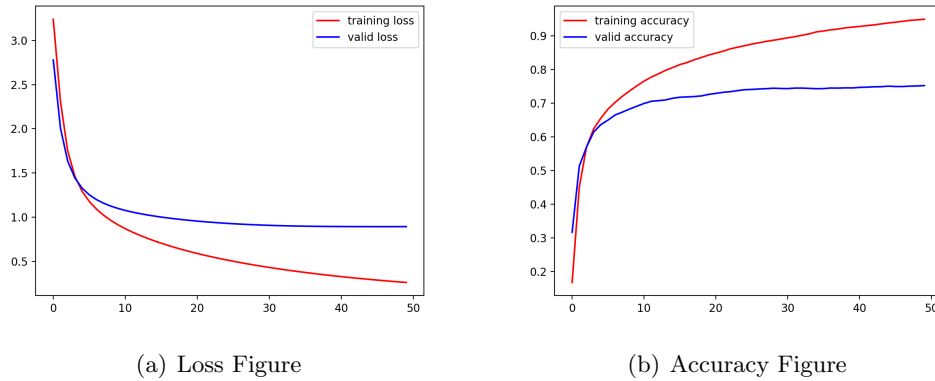 training loss
valid loss
3.0
2.5
2.0
1.5
1.0
0.5
0 10 20 30 40 50
(a) Loss Figure
training accuracy
valid accuracy
0.9
0.8
0.7
0.6
0.5
0.4
0.3
0.2
0 10 20 30 40 50
(b) Accuracy Figure